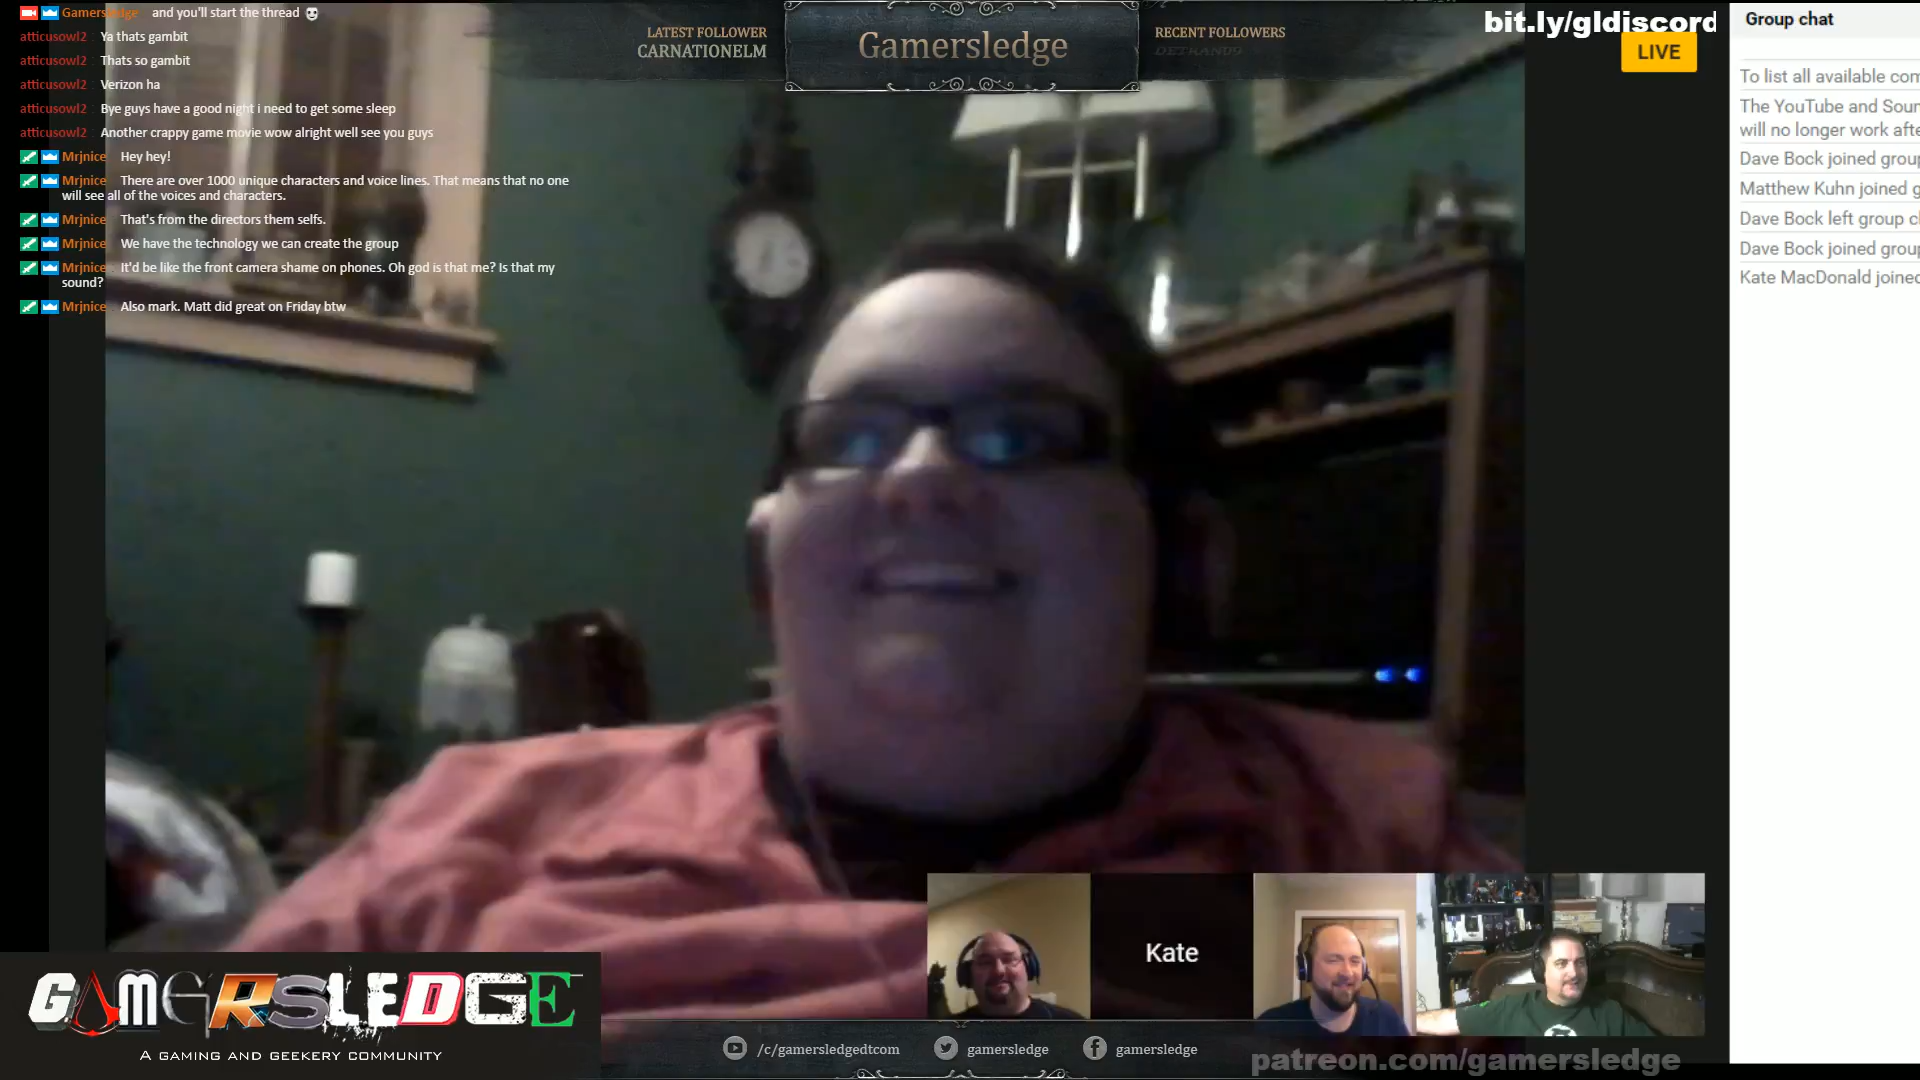 Gamersledge and you'll start the thread
atticusowl2 : Ya thats gambit
atticusowl2 : Thats so gambit
atticusowl2 : Verizon ha
atticusowl2 : Bye guys have a good night i need to get some sleep
atticusowl2 : Another crappy game movie wow alright well see you guys
Mrjnice : Hey hey!
Mrjnice : There are over 1000 unique characters and voice lines. That means that no one
will see all of the voices and characters.
Mrjnice : That's from the directors them selfs.
Mrjnice : We have the technology we can create the group
Mrjnice : It'd be like the front camera shame on phones. Oh god is that me? Is that my
sound?
Mrjnice : Also mark. Matt did great on Friday btw
LATEST FOLLOWER
CARNATIONELM
Gamersledge
RECENT FOLLOWERS
bit.ly/gldiscord
LIVE
Group chat
To list all available com
The YouTube and Soun
will no longer work afte
Dave Bock joined group
Matthew Kuhn joined g
Dave Bock left group c
Dave Bock joined group
Kate MacDonald joined
Kate
GAMERSLEDGE
A GAMING AND GEEKERY COMMUNITY
/c/gamersledgedtcom
gamersledge
gamersledge
patreon.com/gamersledge